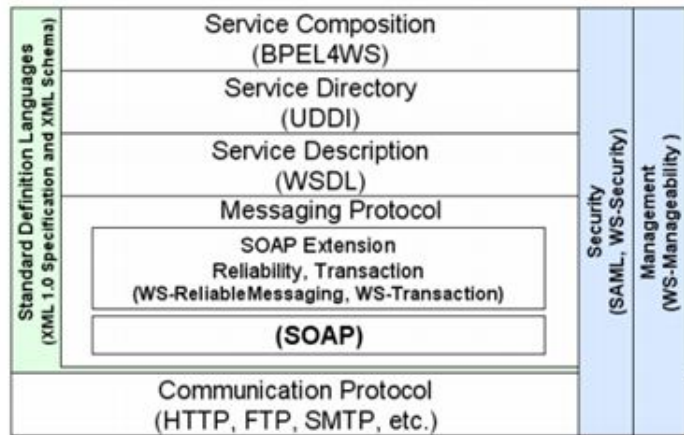 Standard Definition Languages
(XML 1.0 Specification and XML Schema)
Service Composition
(BPEL4WS)
Service Directory
(UDDI)
Service Description
(WSDL)
Messaging Protocol
SOAP Extension
Reliability, Transaction
(WS-ReliableMessaging, WS-Transaction)
(SOAP)
Communication Protocol
(HTTP, FTP, SMTP, etc.)
Security
(SAML, WS-Security)
Management
(WS-Manageability )